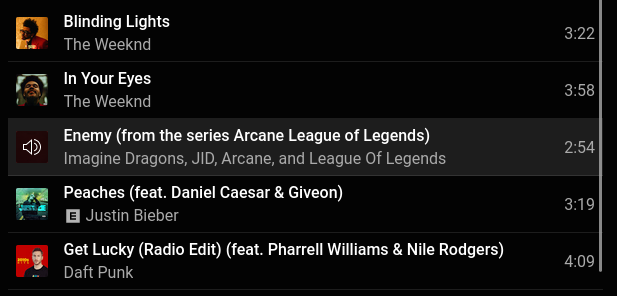 Blinding Lights
The Weeknd
3:22
In Your Eyes
The Weeknd
3:58
Enemy (from the series Arcane League of Legends)
Imagine Dragons, JID, Arcane, and League Of Legends
2:54
Peaches (feat. Daniel Caesar & Giveon)
E Justin Bieber
3:19
Get Lucky (Radio Edit) (feat. Pharrell Williams & Nile Rodgers)
Daft Punk
4:09